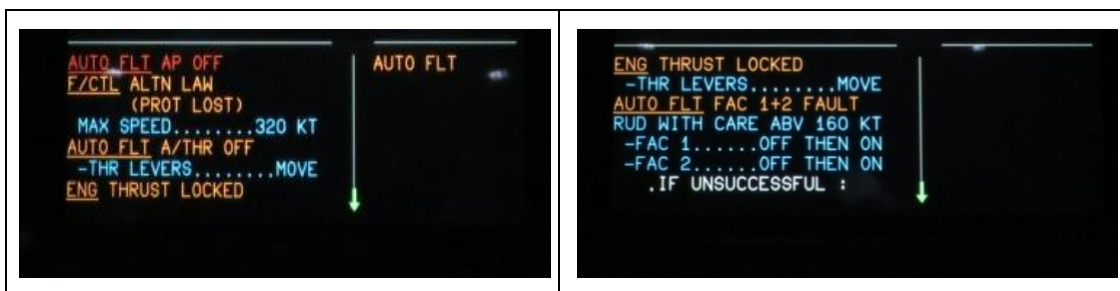 AUTO FLT AP OFF
F/CTL ALTN LAW
(PROT LOST)
MAX SPEED........320 KT
AUTO FLT A/THR OFF
-THR LEVERS........MOVE
ENG THRUST LOCKED
AUTO FLT
ENG THRUST LOCKED
-THR LEVERS........MOVE
AUTO FLT FAC 1+2 FAULT
RUD WITH CARE ABV 160 KT
-FAC 1......OFF THEN ON
-FAC 2......OFF THEN ON
.IF UNSUCCESSFUL :